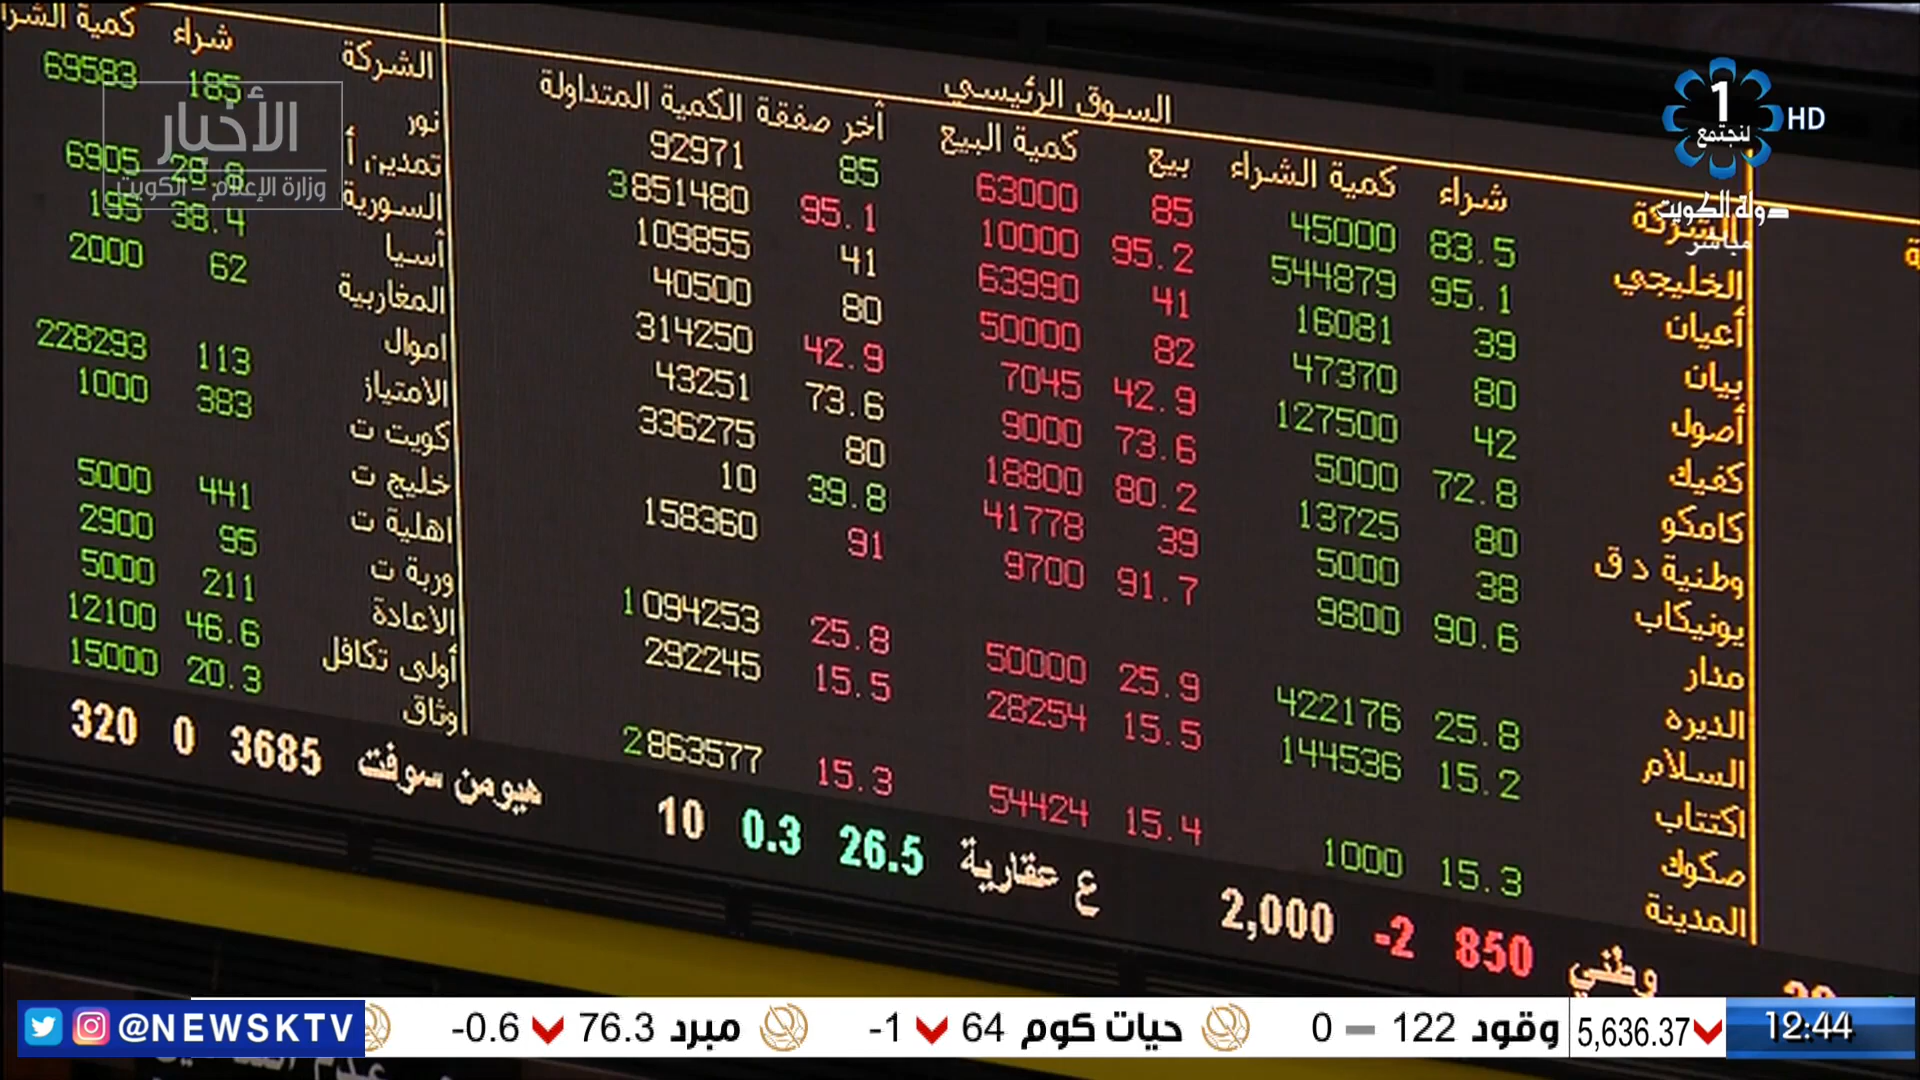 الأخبار
وزارة الإعلام – الكويت
1
لنجتمع
HD
دولة الكويت
مباشر
السوق الرئيسي
الشركة شراء كمية الشراء بيع كمية البيع أخر صفقة الكمية المتداولة
الخليجي 83.5 45000 85 63000 85 92971
أعيان 95.1 544879 95.2 10000 95.1 3851480
بيان 39 16081 41 63990 41 109855
أصول 80 47370 82 50000 80 40500
كفيك 42 127500 42.9 7045 42.9 314250
كامكو 72.8 5000 73.6 9000 73.6 43251
وطنية د ق 80 13725 80.2 18800 80 336275
يونيكاب 38 5000 39 41778 39.8 10
مدار 90.6 9800 91.7 9700 91 158360
الديره
السلام 25.8 422176 25.9 50000 25.8 1094253
اكتتاب 15.2 144536 15.5 28254 15.5 292245
صكوك
المدينة 15.3 1000 15.4 54424 15.3 2863577
الشركة شراء كمية الشرا
نور 185 69583
تمدين أ
السورية 28.8 6905
أسيا 38.4 195
المغاربية 62 2000
اموال
الامتياز 113 228293
كويت ت 383 1000
خليج ت
اهلية ت 441 5000
وربة ت 95 2900
الاعادة 211 5000
أولى تكافل 46.6 12100
وثاق 20.3 15000
وطني 850 -2 2,000 ع عقارية 26.5 0.3 10 هيومن سوفت 3685 0 320
12:44 5,636.37 وقود 122 0 حيات كوم 64 -1 مبرد 76.3 -0.6 @NEWSKTV